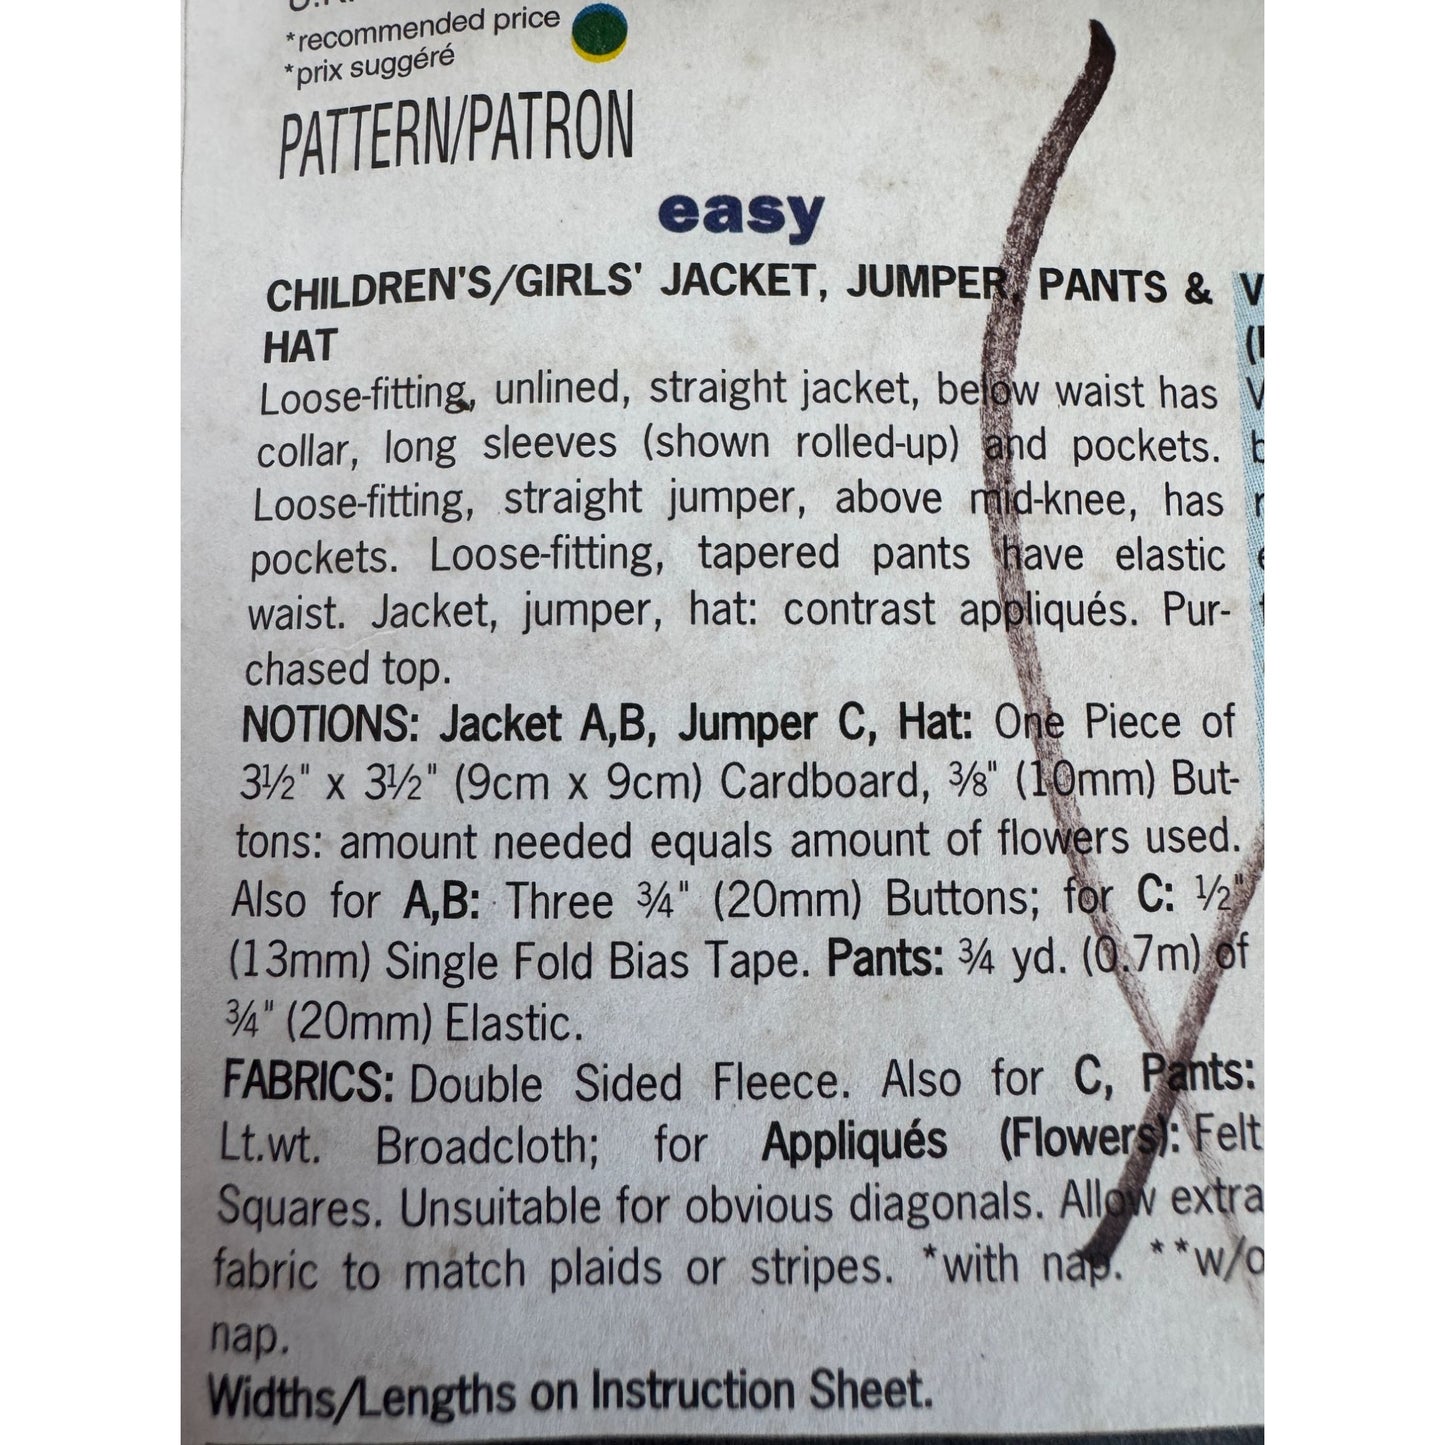 *recommended price
*prix suggéré
PATTERN/PATRON
easy
CHILDREN'S/GIRLS' JACKET, JUMPER, PANTS &
HAT
Loose-fitting, unlined, straight jacket, below waist has
collar, long sleeves (shown rolled-up) and pockets.
Loose-fitting, straight jumper, above mid-knee, has
pockets. Loose-fitting, tapered pants have elastic
waist. Jacket, jumper, hat: contrast appliqués. Pur-
chased top.
NOTIONS: Jacket A,B, Jumper C, Hat: One Piece of
3½" x 3½" (9cm x 9cm) Cardboard, ⅜" (10mm) But-
tons: amount needed equals amount of flowers used.
Also for A,B: Three ¾" (20mm) Buttons; for C: ½"
(13mm) Single Fold Bias Tape. Pants: ¾ yd. (0.7m) of
¾" (20mm) Elastic.
FABRICS: Double Sided Fleece. Also for C, Pants:
Lt.wt. Broadcloth; for Appliqués (Flowers): Felt
Squares. Unsuitable for obvious diagonals. Allow extra
fabric to match plaids or stripes. *with nap. **w/o
nap.
Widths/Lengths on Instruction Sheet.